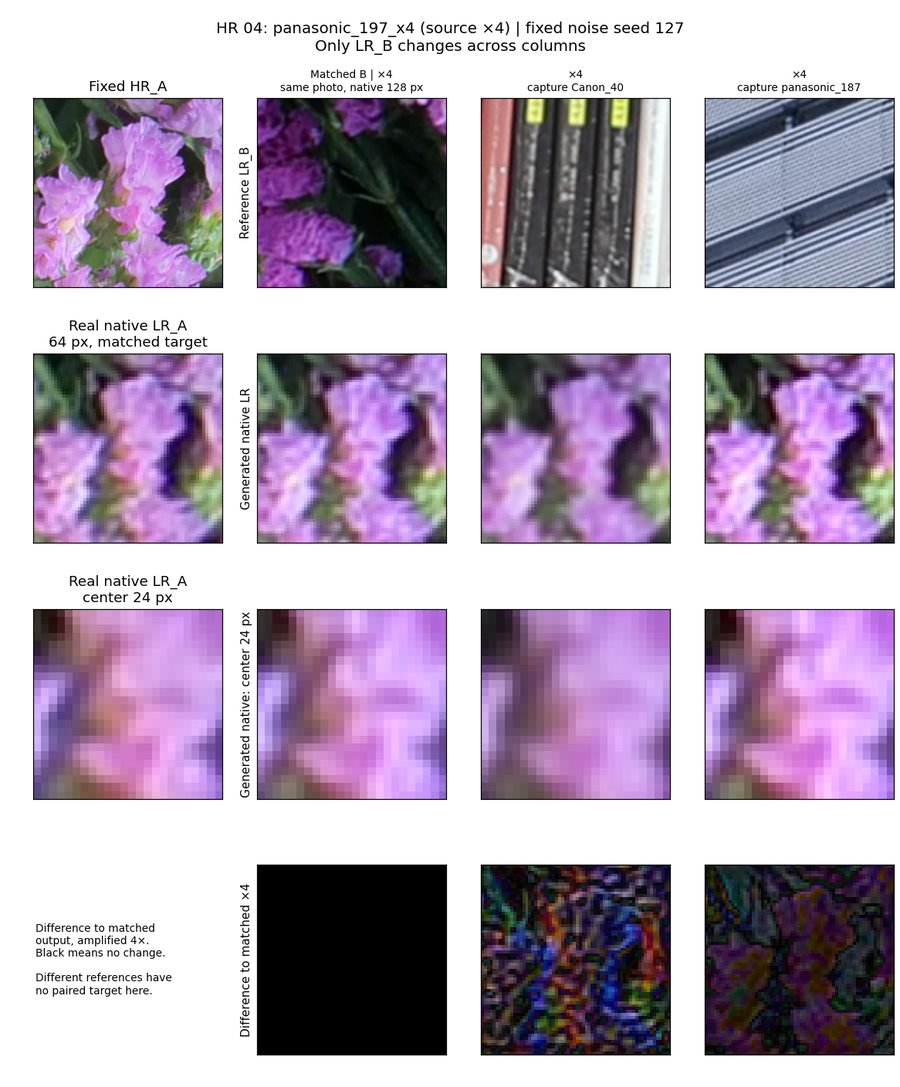 HR 04: panasonic_197_x4 (source ×4) | fixed noise seed 127
Only LR_B changes across columns
Fixed HR_A
Matched B | ×4
same photo, native 128 px
×4
capture Canon_40
×4
capture panasonic_187
Reference LR_B
Real native LR_A
64 px, matched target
Generated native LR
Real native LR_A
center 24 px
Generated native: center 24 px
Difference to matched
output, amplified 4×.
Black means no change.
Different references have
no paired target here.
Difference to matched ×4